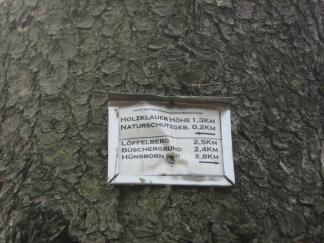 HOLZKLAUER HÖHE 1,3KM
NATURSCHUTZGEB. 0,2KM
LÖFFELBERG 2,5KM
BÜSCHERGRUND 2,4KM
HÜNSBORN 2,8KM